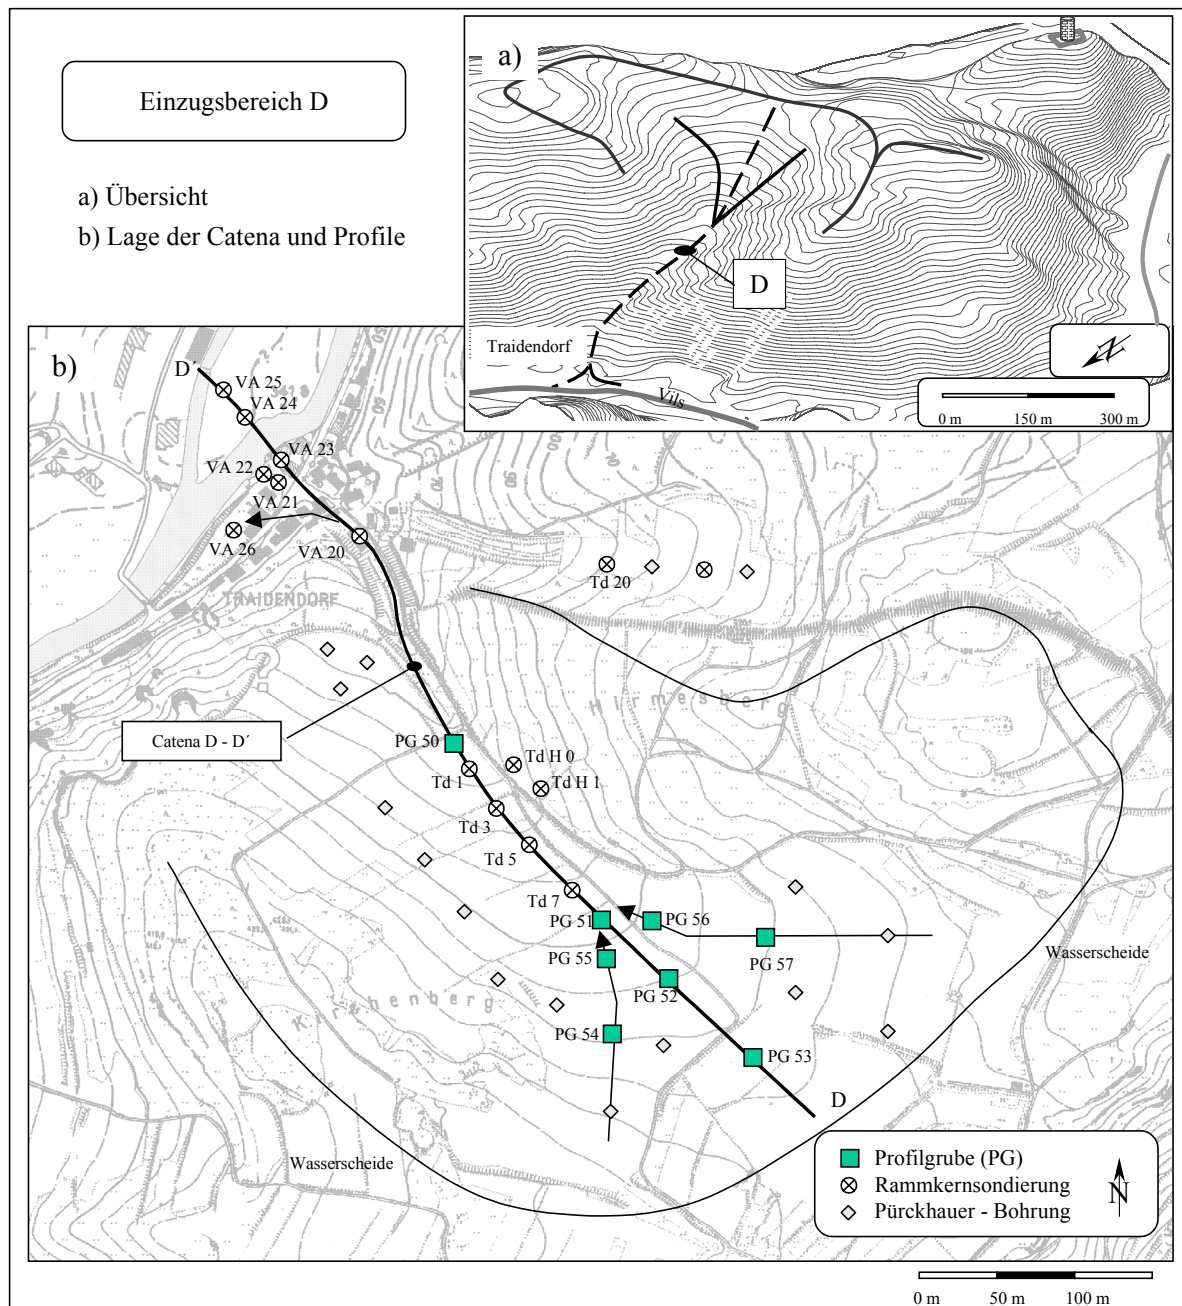 Einzugsbereich D
a) Übersicht
b) Lage der Catena und Profile
a)
D
Traidendorf
Vils
N
0 m 150 m 300 m
b)
D´
VA 25
VA 24
VA 23
VA 22
VA 21
VA 26
VA 20
TRAIDENDORF
Td 20
Hirmesberg
Catena D - D´
PG 50
Td 1
Td H 0
Td H 1
Td 3
Td 5
Td 7
PG 51
PG 56
PG 55
PG 57
PG 52
Wasserscheide
Kirchenberg
PG 54
PG 53
D
Wasserscheide
Profilgrube (PG)
Rammkernsondierung
Pürckhauer - Bohrung
N
0 m 50 m 100 m